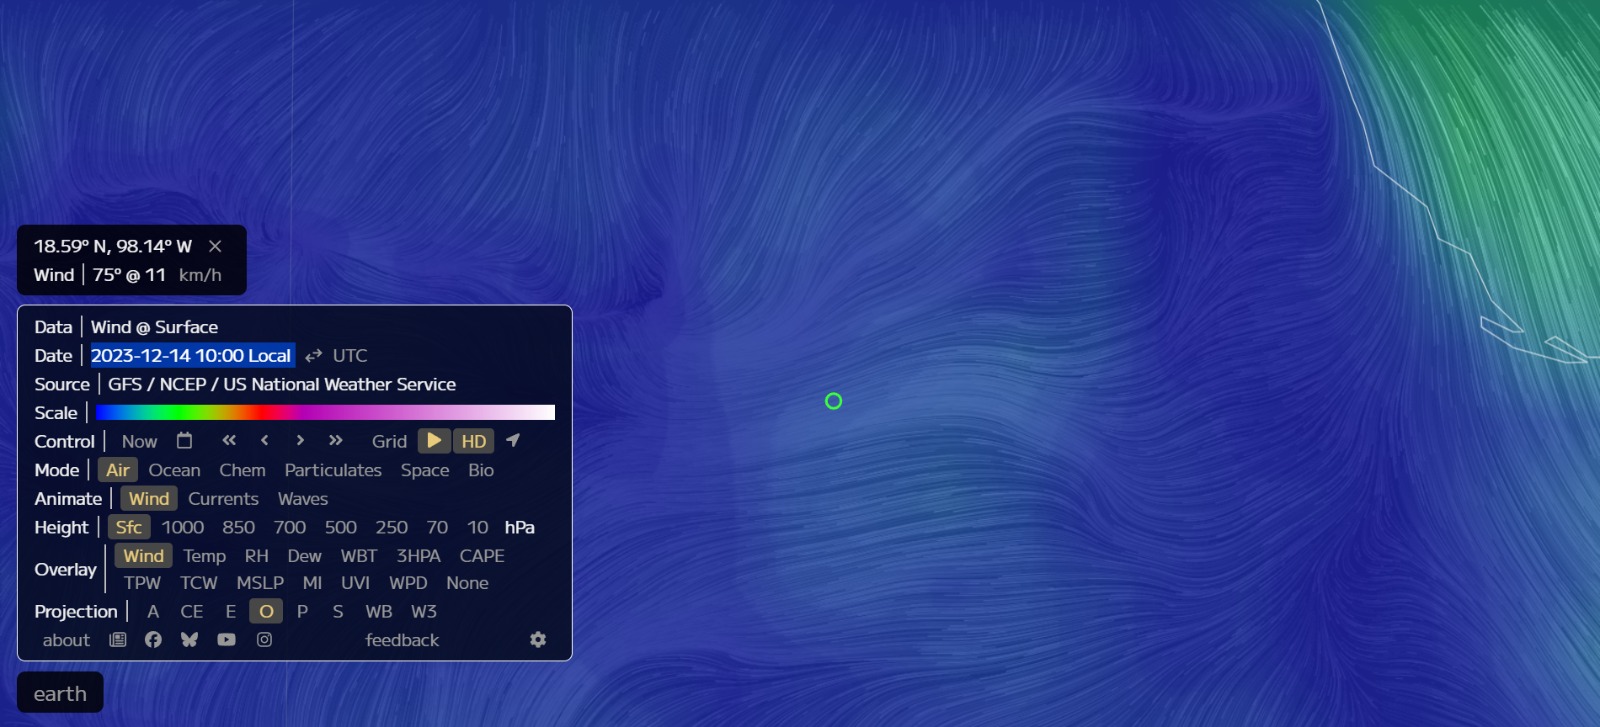 18.59° N, 98.14° W ×
Wind | 75° @ 11 km/h
Data | Wind @ Surface
Date | 2023-12-14 10:00 Local ⇄ UTC
Source | GFS / NCEP / US National Weather Service
Scale |
Control | Now « ‹ › » Grid HD
Mode | Air Ocean Chem Particulates Space Bio
Animate | Wind Currents Waves
Height | Sfc 1000 850 700 500 250 70 10 hPa
Overlay | Wind Temp RH Dew WBT 3HPA CAPE
TPW TCW MSLP MI UVI WPD None
Projection | A CE E O P S WB W3
about feedback
earth